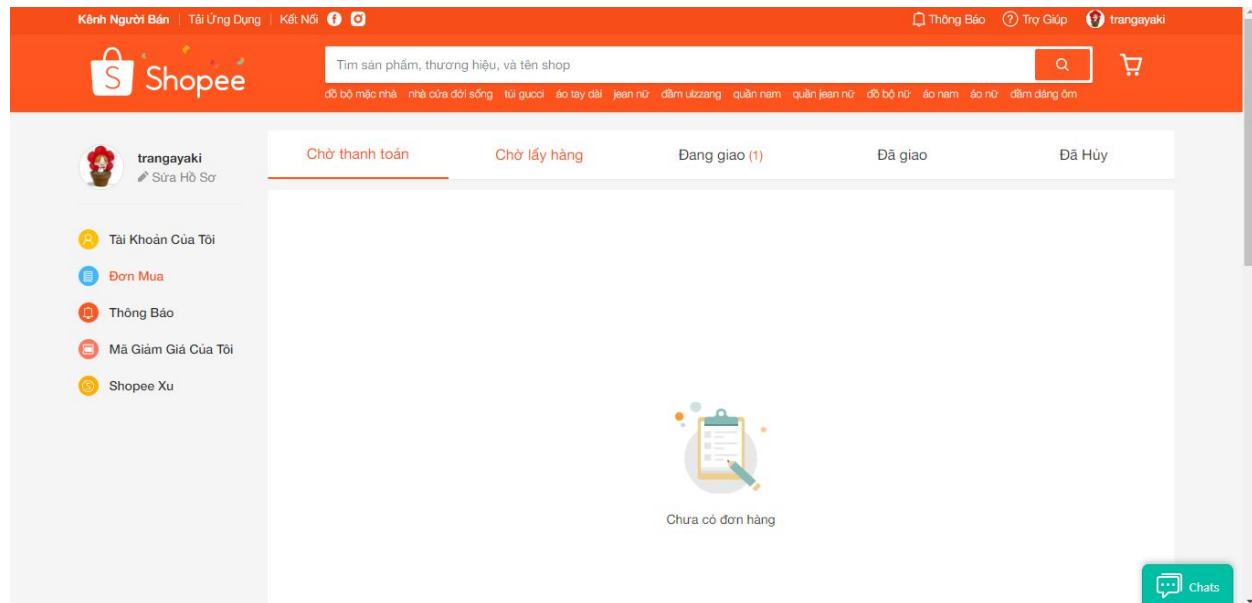 Kênh Người Bán | Tải Ứng Dụng | Kết Nối
Thông Báo
Trợ Giúp
trangayaki
Shopee
Tìm sản phẩm, thương hiệu, và tên shop
đồ bộ mặc nhà nhà cửa đời sống túi gucci áo tay dài jean nữ đầm ulzzang quần nam quần jean nữ đồ bộ nữ áo nam áo nữ đầm dáng ôm
trangayaki
Sửa Hồ Sơ
Chờ thanh toán
Chờ lấy hàng
Đang giao (1)
Đã giao
Đã Hủy
Tài Khoản Của Tôi
Đơn Mua
Thông Báo
Mã Giảm Giá Của Tôi
Shopee Xu
Chưa có đơn hàng
Chats